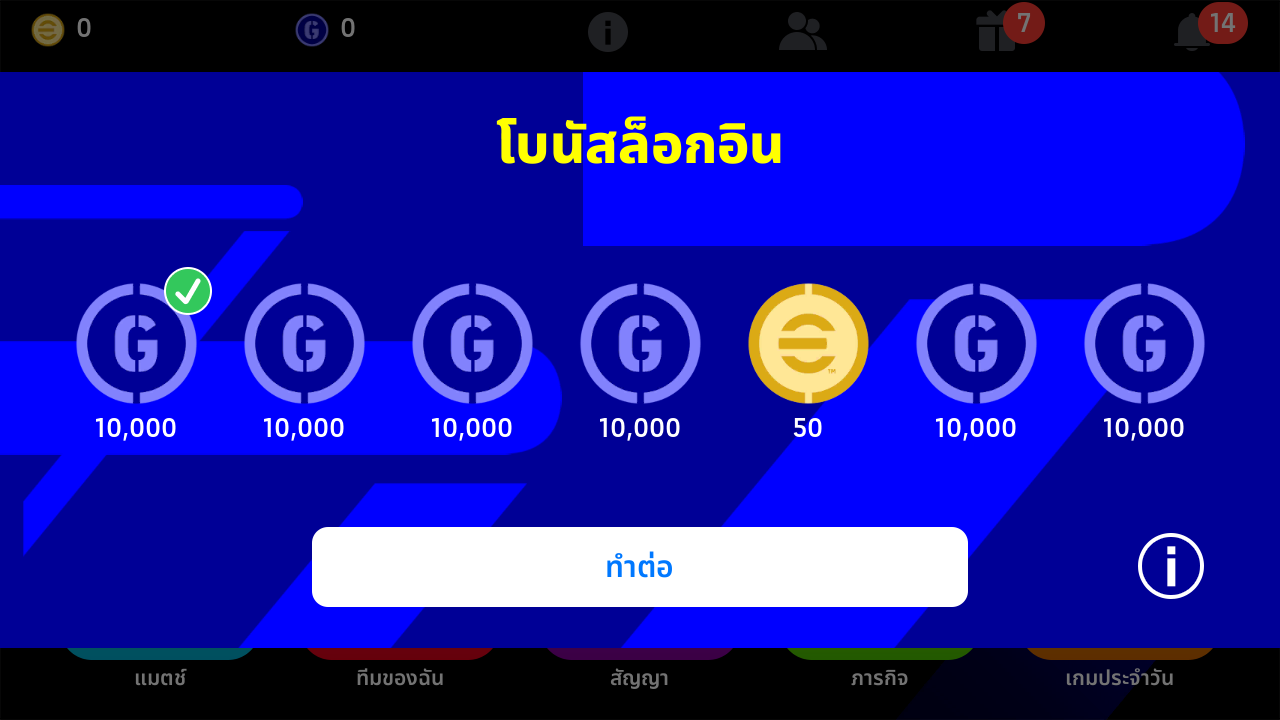 0 0 7 14
โบนัสล็อกอิน
G G G G G G
10,000 10,000 10,000 10,000 50 10,000 10,000
ทำต่อ
แมตช์ ทีมของฉัน สัญญา ภารกิจ เกมประจำวัน